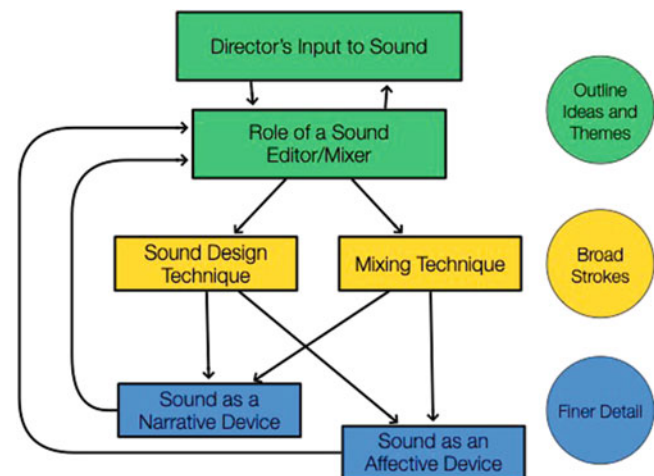 Director's Input to Sound
Outline
Ideas and
Themes
Role of a Sound
Editor/Mixer
Sound Design
Technique
Mixing Technique
Broad
Strokes
Sound as a
Narrative Device
Sound as an
Affective Device
Finer Detail